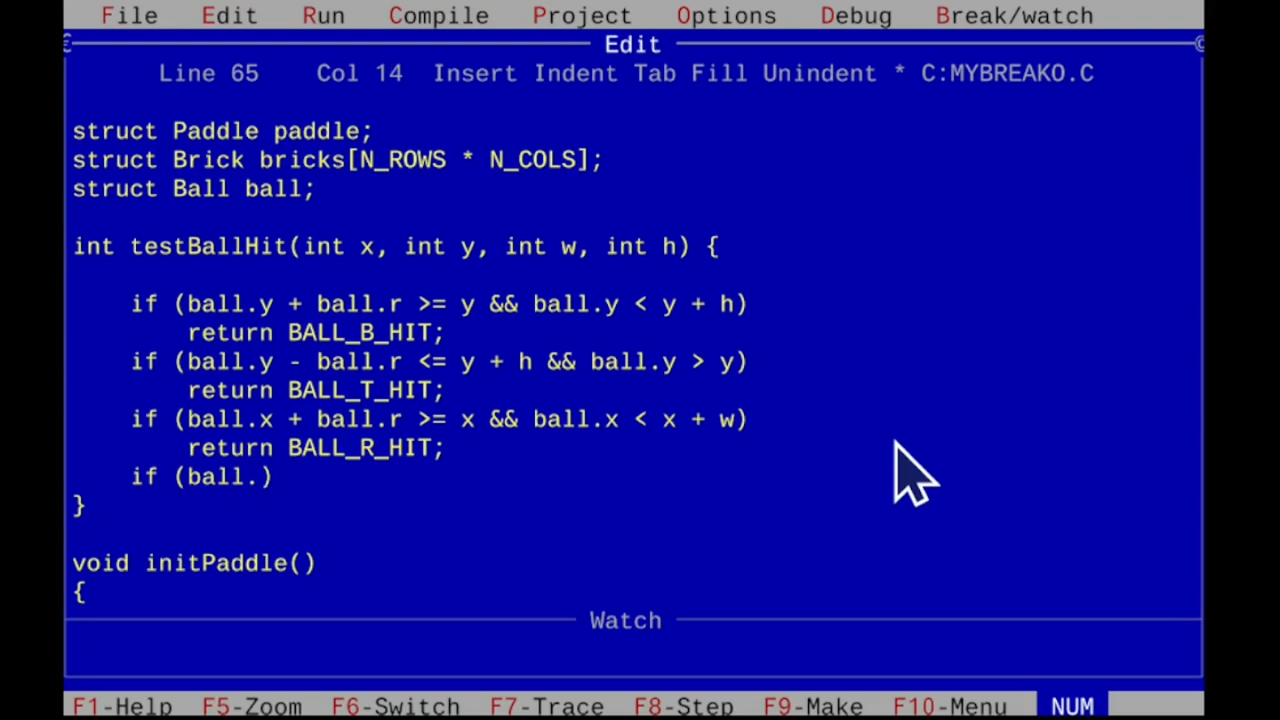 File Edit Run Compile Project Options Debug Break/watch
Edit
Line 65 Col 14 Insert Indent Tab Fill Unindent * C:MYBREAKO.C
struct Paddle paddle;
struct Brick bricks[N_ROWS * N_COLS];
struct Ball ball;
int testBallHit(int x, int y, int w, int h) {
if (ball.y + ball.r >= y && ball.y < y + h)
return BALL_B_HIT;
if (ball.y - ball.r <= y + h && ball.y > y)
return BALL_T_HIT;
if (ball.x + ball.r >= x && ball.x < x + w)
return BALL_R_HIT;
if (ball.)
}
void initPaddle()
{
Watch
F1-Help F5-Zoom F6-Switch F7-Trace F8-Step F9-Make F10-Menu NUM